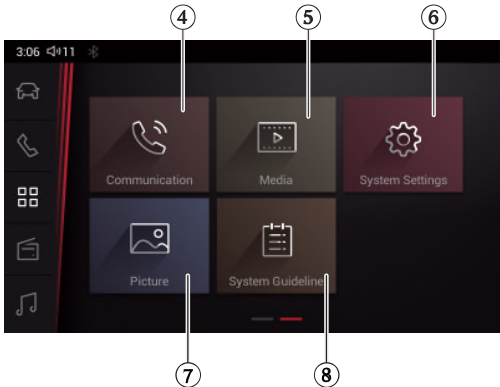 ④ ⑤ ⑥
3:06 11
Communication Media System Settings
Picture System Guideline
⑦ ⑧